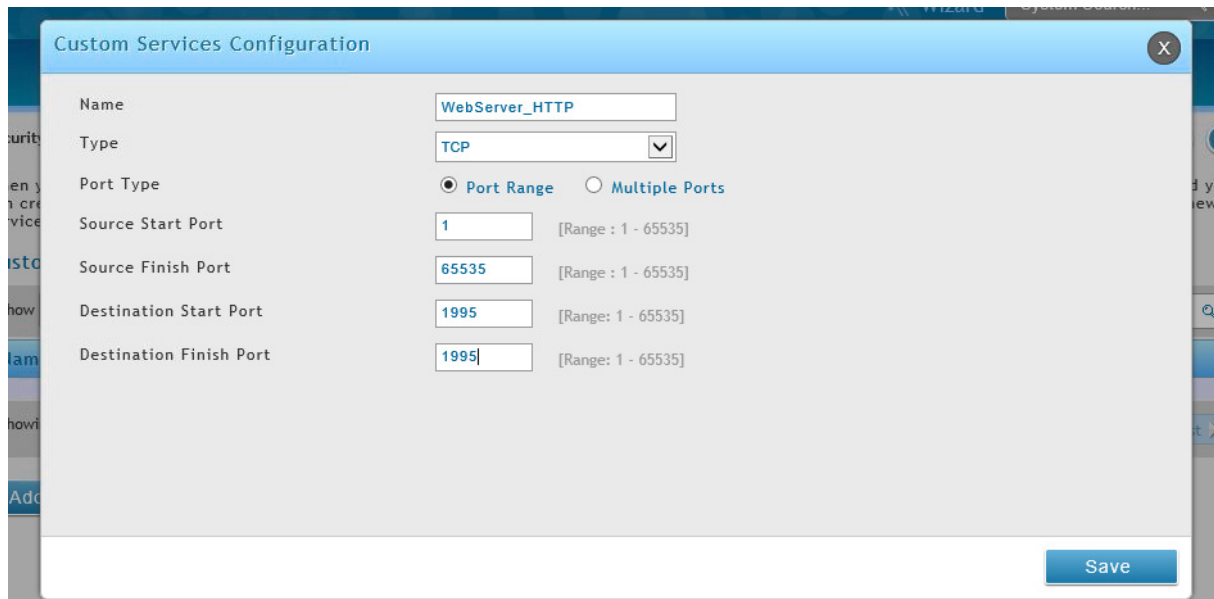 Wizard
Custom Services Configuration
X
Name WebServer_HTTP
Type TCP
Port Type Port Range Multiple Ports
Source Start Port 1 [Range : 1 - 65535]
Source Finish Port 65535 [Range : 1 - 65535]
Destination Start Port 1995 [Range: 1 - 65535]
Destination Finish Port 1995 [Range: 1 - 65535]
Save